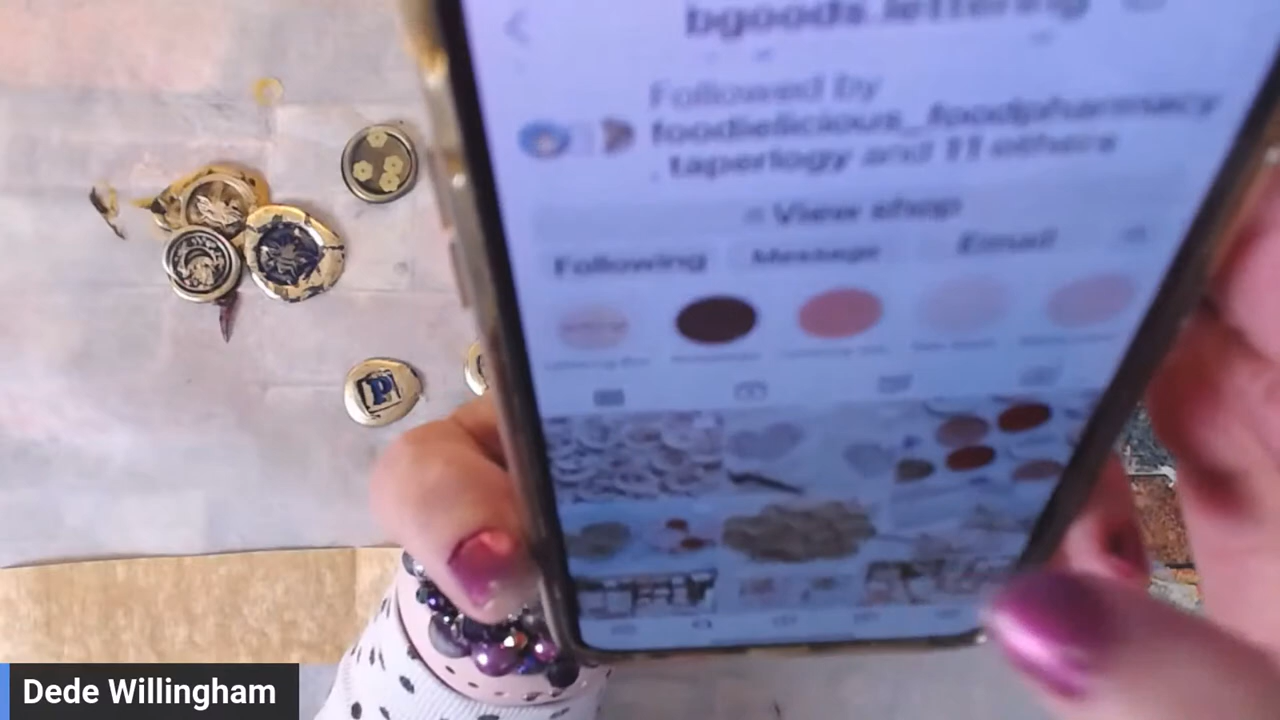 bgoods.lettering
Followed by
foodielicious_foodpharmacy
, taperlogy and 11 others
View shop
Following Message Email
P
Dede Willingham